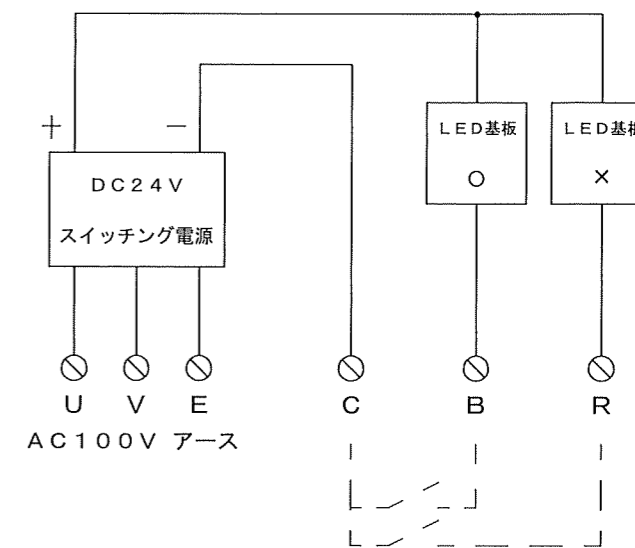 + −
LED基板 LED基
○ ×
DC24V
スイッチング電源
U V E C B R
AC100V アース